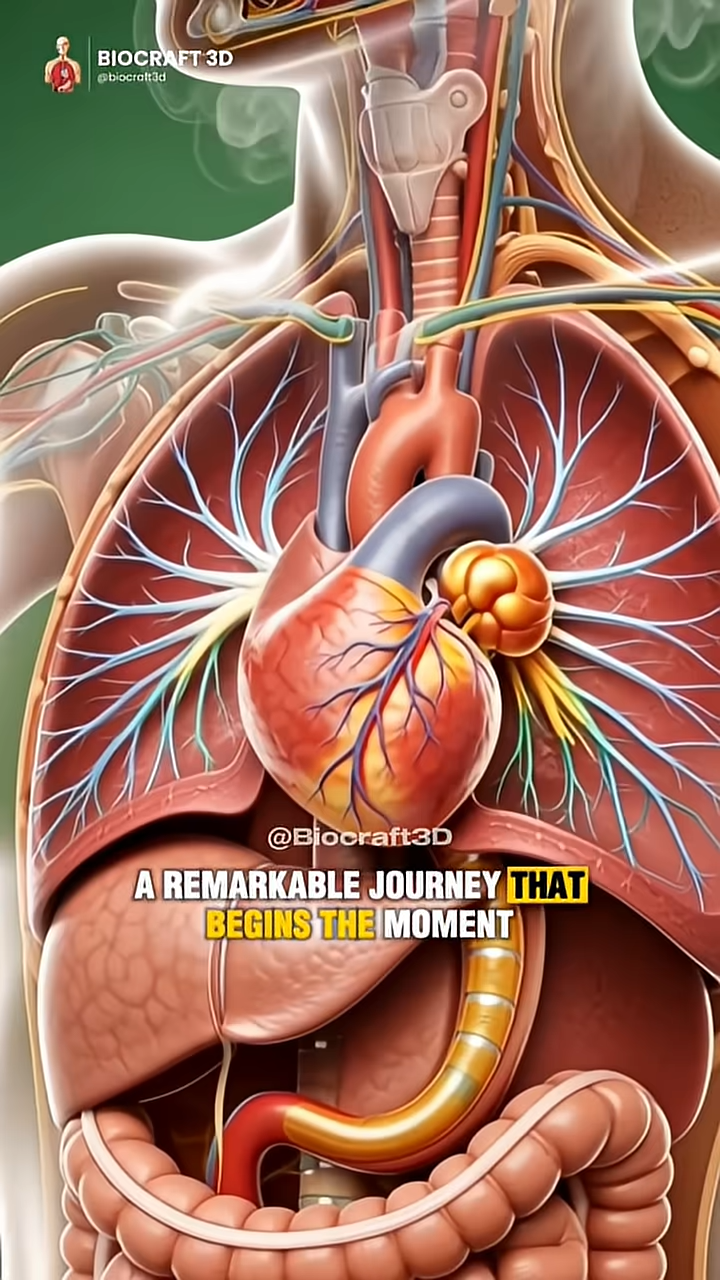 BIOCRAFT 3D
@biocraft3d
@Biocraft3D
A REMARKABLE JOURNEY THAT
BEGINS THE MOMENT